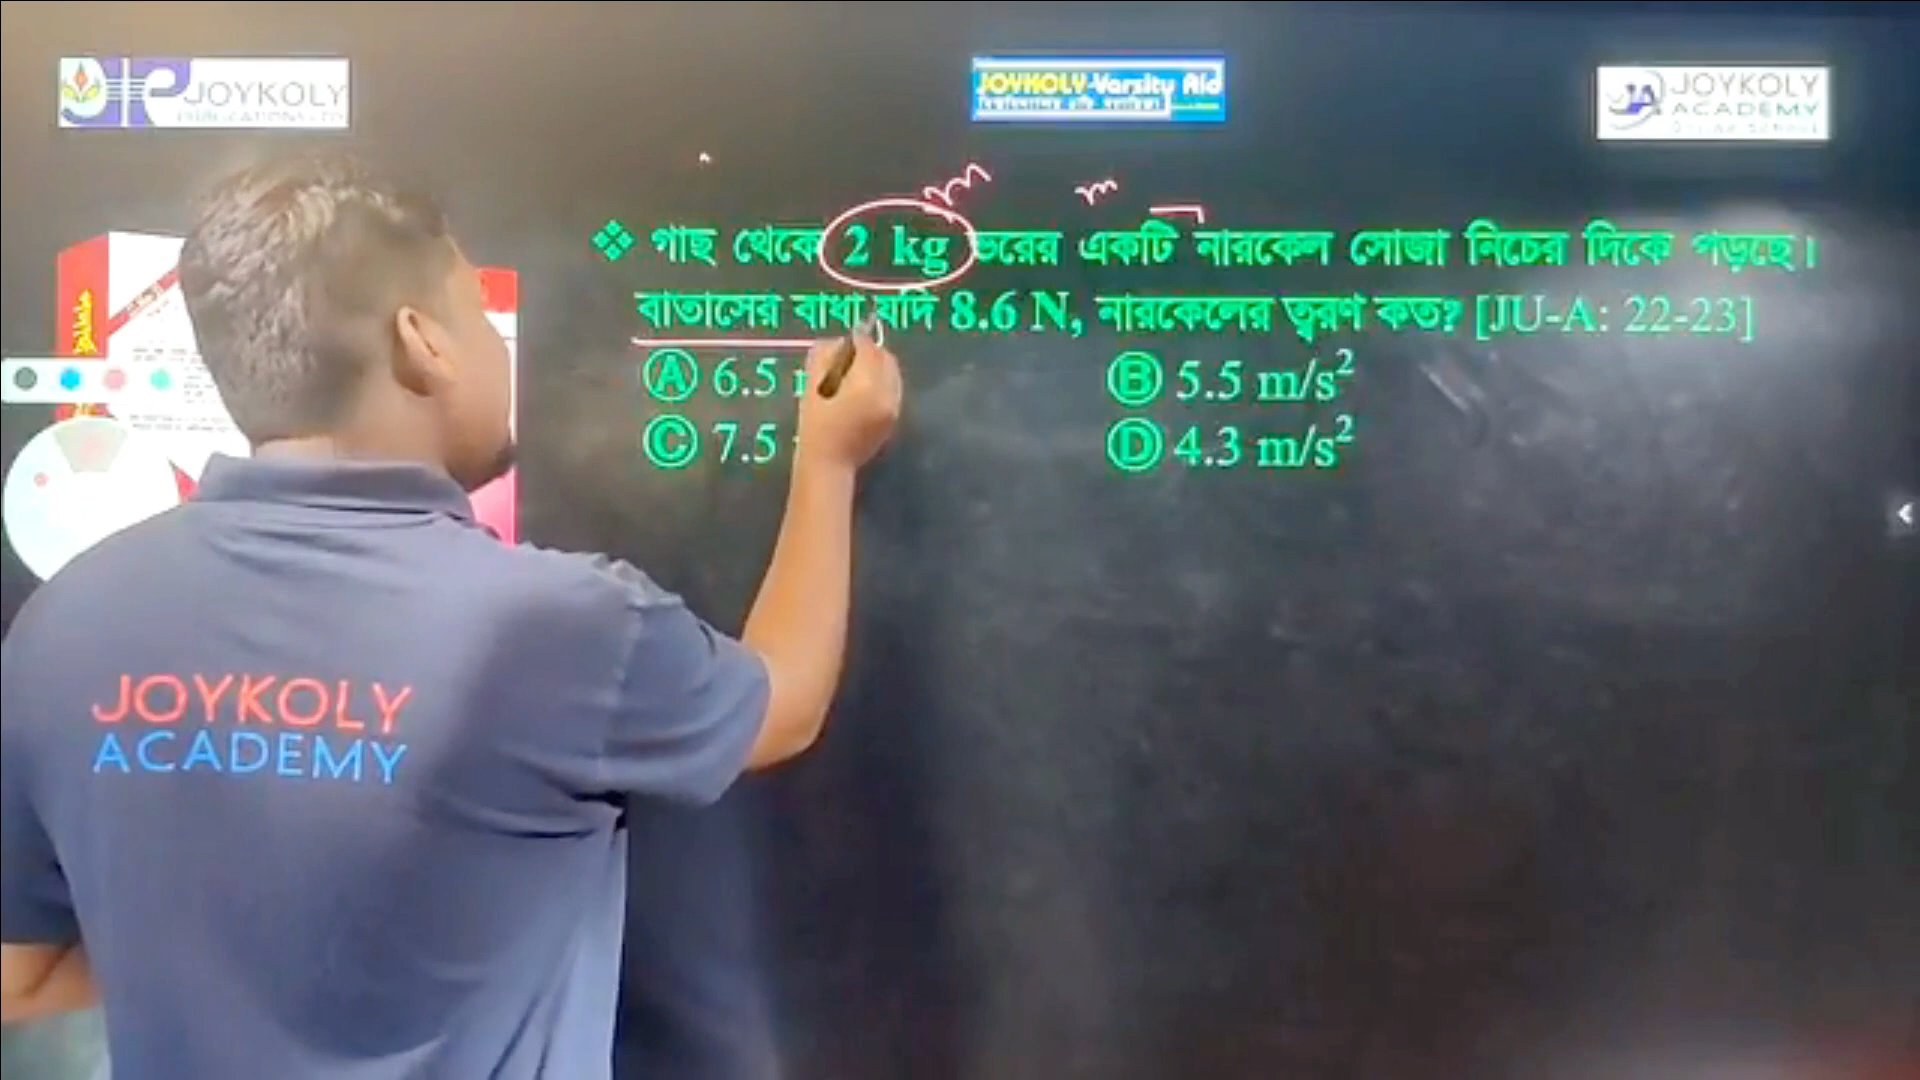 JOYKOLY
JOYKOLY-Varsity Aid
JOYKOLY
ACADEMY
❖ গাছ থেকে 2 kg ভরের একটি নারকেল সোজা নিচের দিকে পড়ছে।
বাতাসের বাধা যদি 8.6 N, নারকেলের ত্বরণ কত? [JU-A: 22-23]
Ⓐ 6.5 Ⓑ 5.5 m/s²
Ⓒ 7.5 Ⓓ 4.3 m/s²
JOYKOLY
ACADEMY